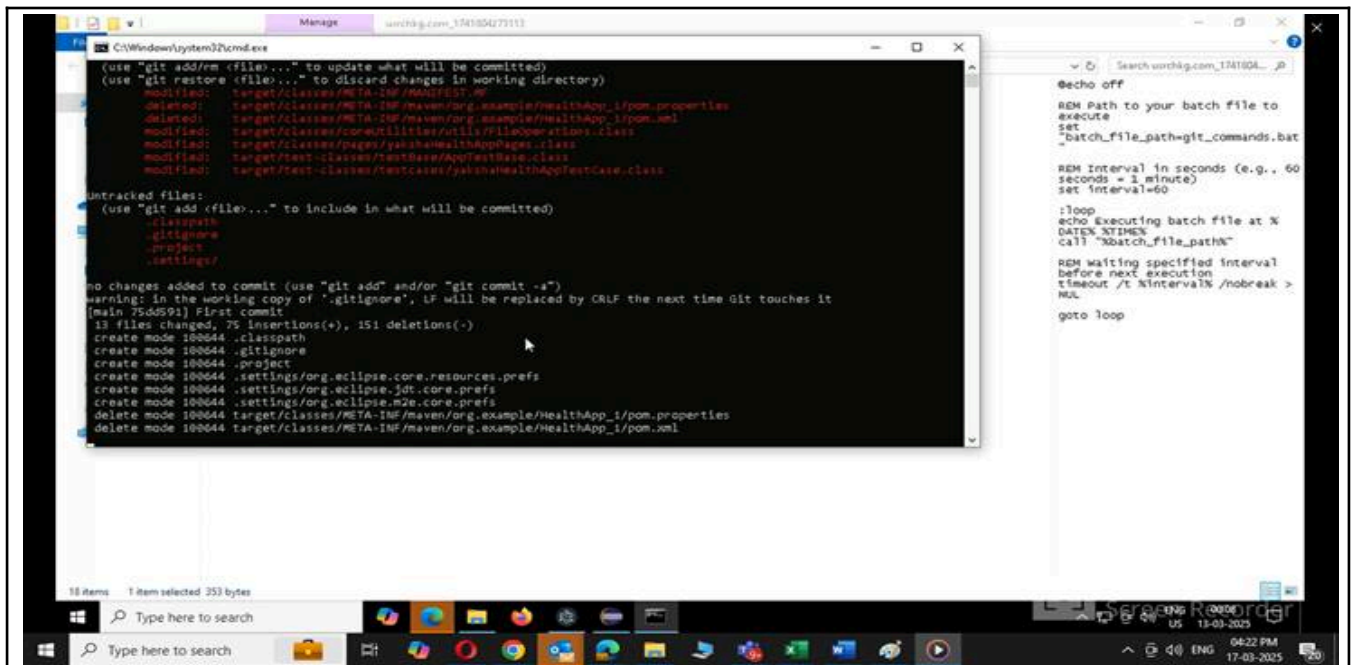 Manage
C:\Windows\system32\cmd.exe
(use "git add/rm <file>..." to update what will be committed)
(use "git restore <file>..." to discard changes in working directory)
modified: target/classes/META-INF/MANIFEST.MF
deleted: target/classes/META-INF/maven/org.example/HealthApp_1/pom.properties
deleted: target/classes/META-INF/maven/org.example/HealthApp_1/pom.xml
modified: target/classes/coreUtilities/utils/FileOperations.class
modified: target/classes/pages/yakshaHealthAppPages.class
modified: target/test-classes/testBase/AppTestBase.class
modified: target/test-classes/testcases/yakshaHealthAppTestCase.class
Untracked files:
(use "git add <file>..." to include in what will be committed)
.classpath
.gitignore
.project
.settings/
no changes added to commit (use "git add" and/or "git commit -a")
warning: in the working copy of '.gitignore', LF will be replaced by CRLF the next time Git touches it
[main 75dd591] First commit
13 files changed, 75 insertions(+), 151 deletions(-)
create mode 100644 .classpath
create mode 100644 .gitignore
create mode 100644 .project
create mode 100644 .settings/org.eclipse.core.resources.prefs
create mode 100644 .settings/org.eclipse.jdt.core.prefs
create mode 100644 .settings/org.eclipse.m2e.core.prefs
delete mode 100644 target/classes/META-INF/maven/org.example/HealthApp_1/pom.properties
delete mode 100644 target/classes/META-INF/maven/org.example/HealthApp_1/pom.xml
@echo off
REM Path to your batch file to
execute
set
"batch_file_path=git_commands.bat
"
REM Interval in seconds (e.g., 60
seconds = 1 minute)
set interval=60
:loop
echo Executing batch file at %
DATE% %TIME%
call "%batch_file_path%"
REM Waiting specified interval
before next execution
timeout /t %interval% /nobreak >
NUL
goto loop
18 items 1 item selected 353 bytes
Type here to search
Screen Recorder
ENG
US
13-03-2025
Type here to search
ENG
04:22 PM
17-03-2025